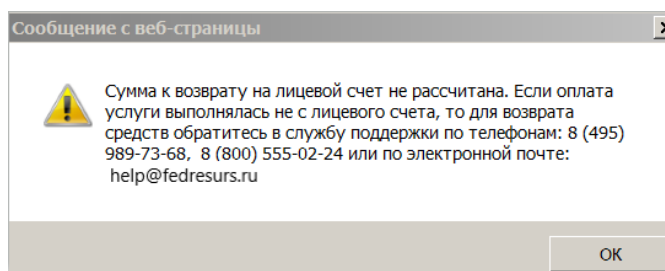 Сообщение с веб-страницы
Сумма к возврату на лицевой счет не рассчитана. Если оплата
услуги выполнялась не с лицевого счета, то для возврата
средств обратитесь в службу поддержки по телефонам: 8 (495)
989-73-68, 8 (800) 555-02-24 или по электронной почте:
help@fedresurs.ru
ОК